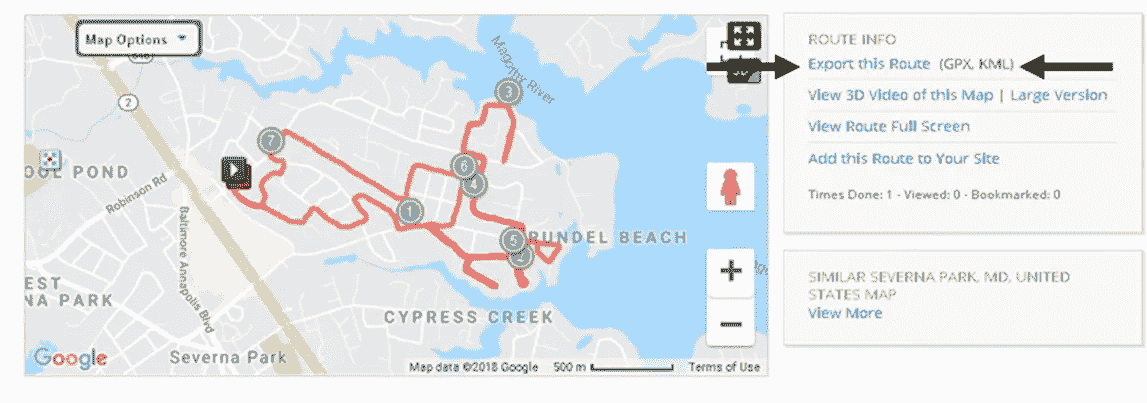 Map Options
2
Magothy River
3
7
6
4
1
5
2
Robinson Rd
Baltimore Annapolis Blvd
POND
RUNDEL BEACH
EST
NA PARK
CYPRESS CREEK
Severna Park
Google
Map data ©2018 Google
500 m
Terms of Use
+
−
ROUTE INFO
Export this Route (GPX, KML)
View 3D Video of this Map | Large Version
View Route Full Screen
Add this Route to Your Site
Times Done: 1 - Viewed: 0 - Bookmarked: 0
SIMILAR SEVERNA PARK, MD, UNITED
STATES MAP
View More